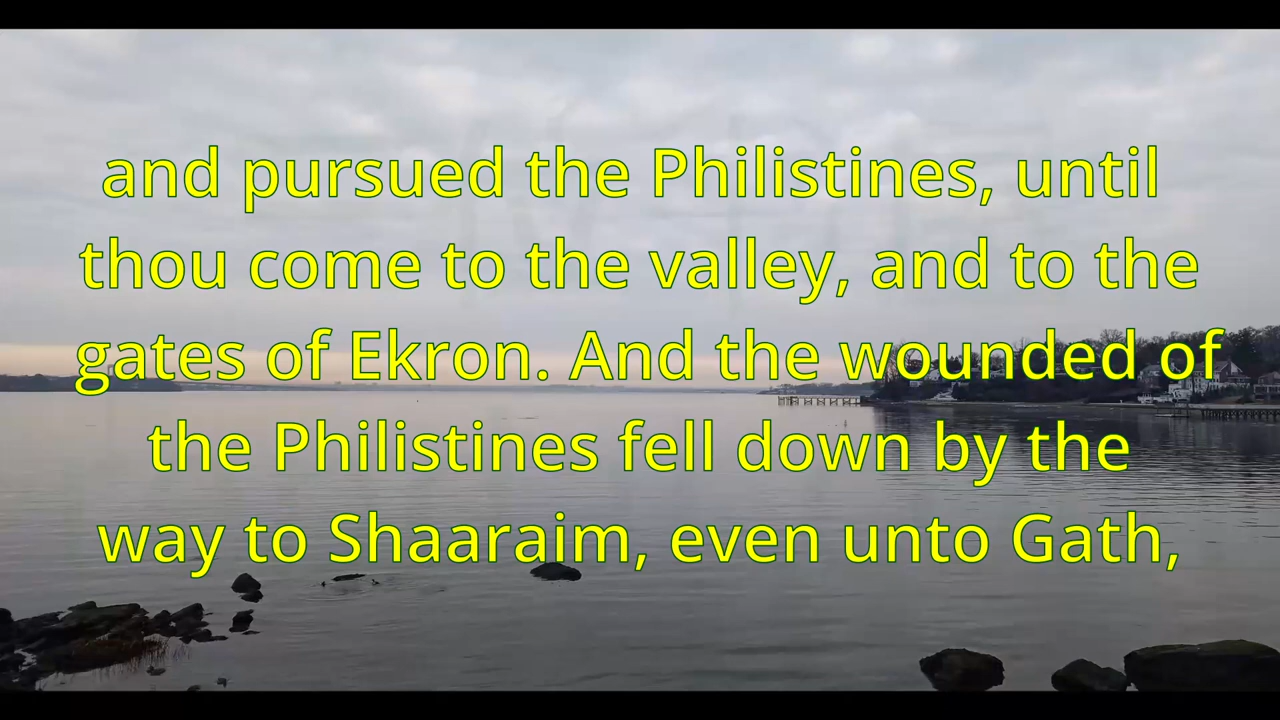 and pursued the Philistines, until
thou come to the valley, and to the
gates of Ekron. And the wounded of
the Philistines fell down by the
way to Shaaraim, even unto Gath,